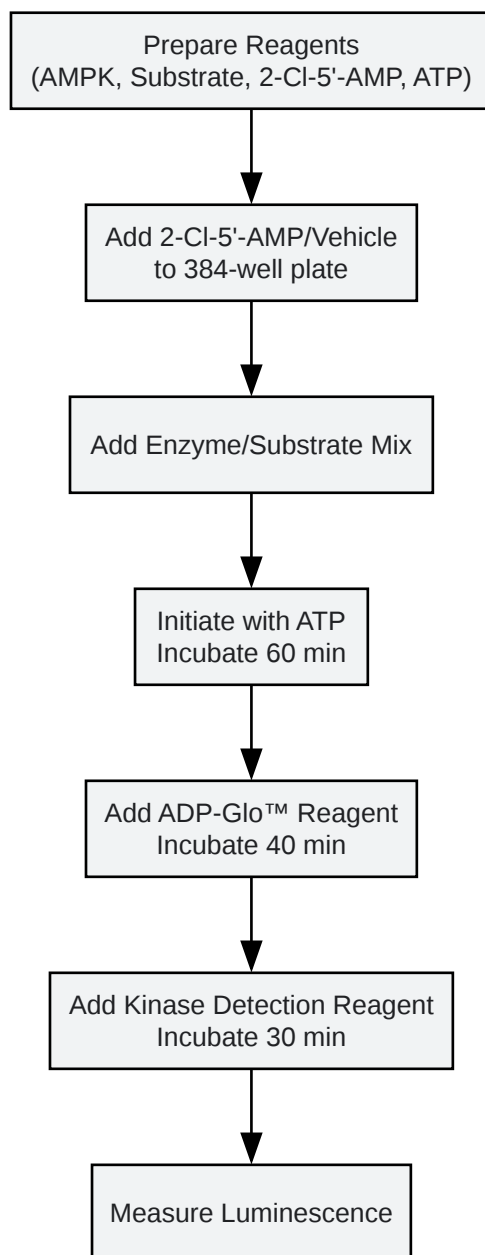 Prepare Reagents
(AMPK, Substrate, 2-Cl-5'-AMP, ATP)
Add 2-Cl-5'-AMP/Vehicle
to 384-well plate
Add Enzyme/Substrate Mix
Initiate with ATP
Incubate 60 min
Add ADP-Glo™ Reagent
Incubate 40 min
Add Kinase Detection Reagent
Incubate 30 min
Measure Luminescence